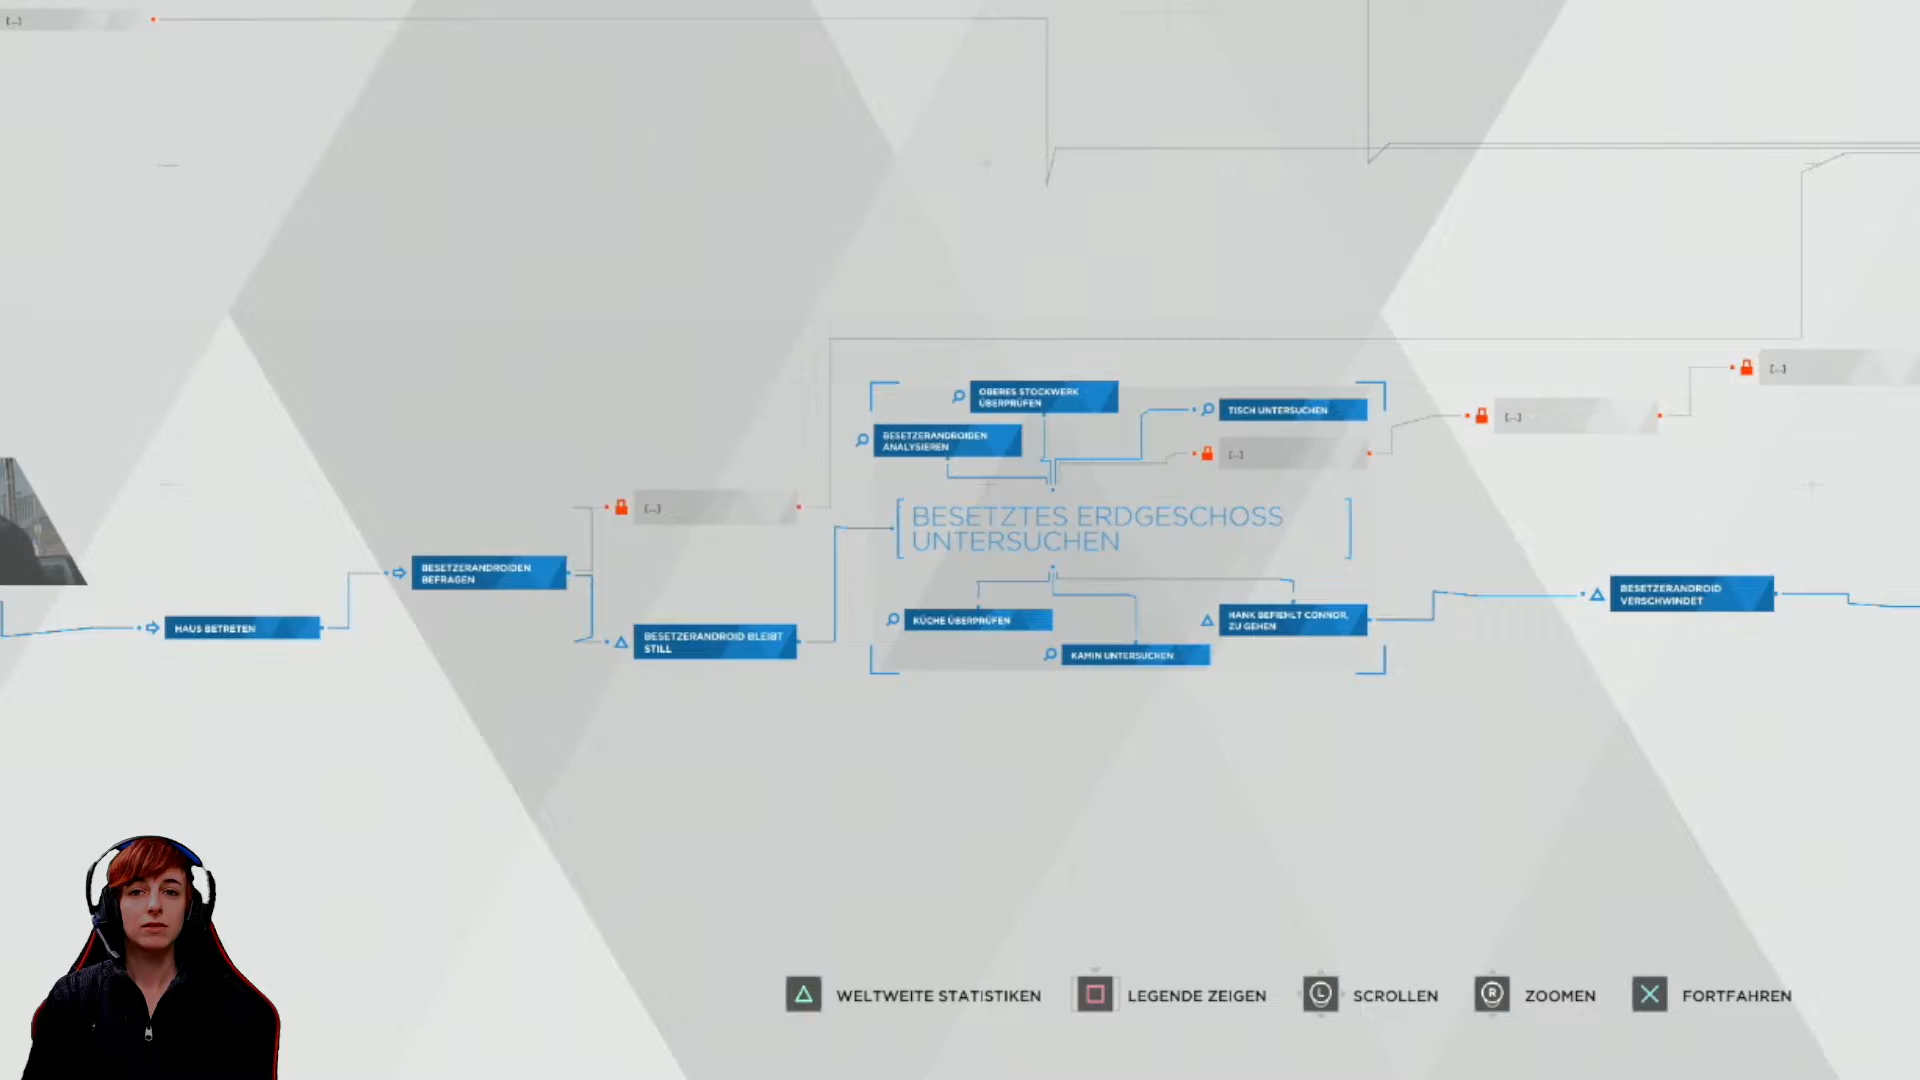 [...]
[...]
OBERES STOCKWERK
ÜBERPRÜFEN
TISCH UNTERSUCHEN
[...]
BESETZERANDROIDEN
ANALYSIEREN
[...]
[...]
BESETZTES ERDGESCHOSS
UNTERSUCHEN
BESETZERANDROIDEN
BEFRAGEN
BESETZERANDROID
VERSCHWINDET
HAUS BETRETEN
BESETZERANDROID BLEIBT
STILL
KÜCHE ÜBERPRÜFEN
HANK BEFIEHLT CONNOR,
ZU GEHEN
KAMIN UNTERSUCHEN
WELTWEITE STATISTIKEN
LEGENDE ZEIGEN
L
SCROLLEN
R
ZOOMEN
FORTFAHREN